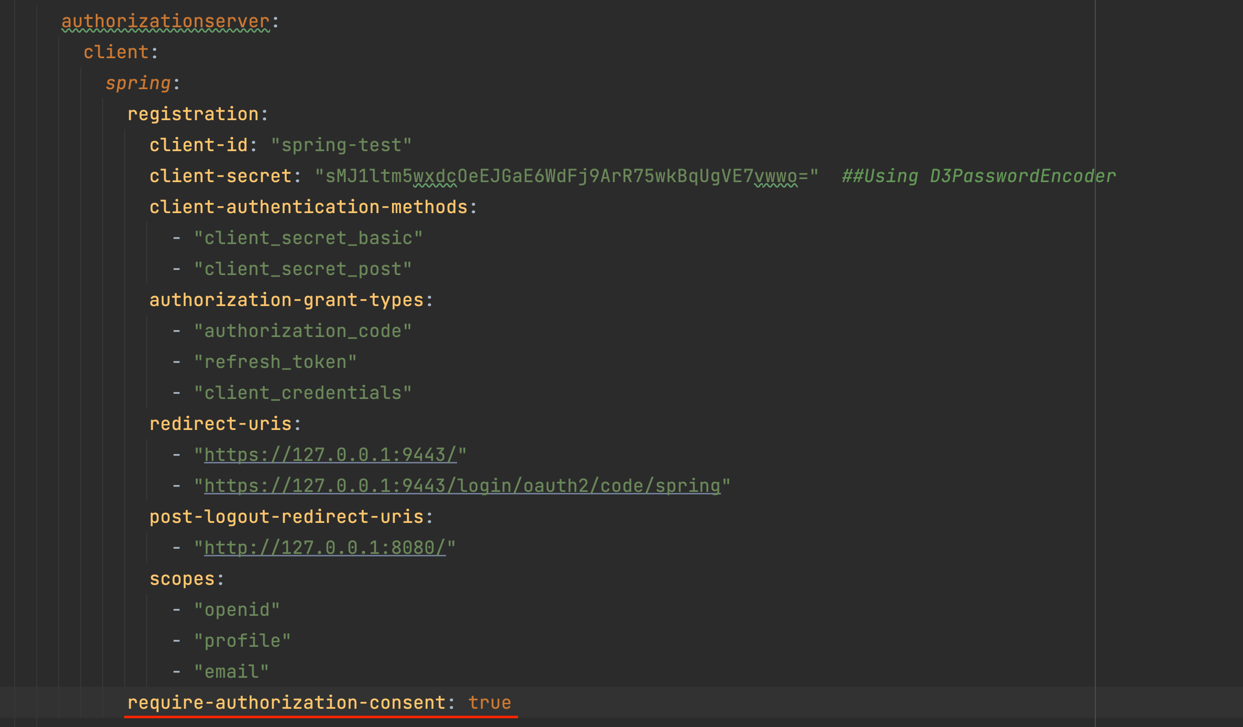 authorizationserver:
client:
spring:
registration:
client-id: "spring-test"
client-secret: "sMJ1ltm5wxdcOeEJGaE6WdFj9ArR75wkBqUgVE7vwwo=" ##Using D3PasswordEncoder
client-authentication-methods:
- "client_secret_basic"
- "client_secret_post"
authorization-grant-types:
- "authorization_code"
- "refresh_token"
- "client_credentials"
redirect-uris:
- "https://127.0.0.1:9443/"
- "https://127.0.0.1:9443/login/oauth2/code/spring"
post-logout-redirect-uris:
- "http://127.0.0.1:8080/"
scopes:
- "openid"
- "profile"
- "email"
require-authorization-consent: true